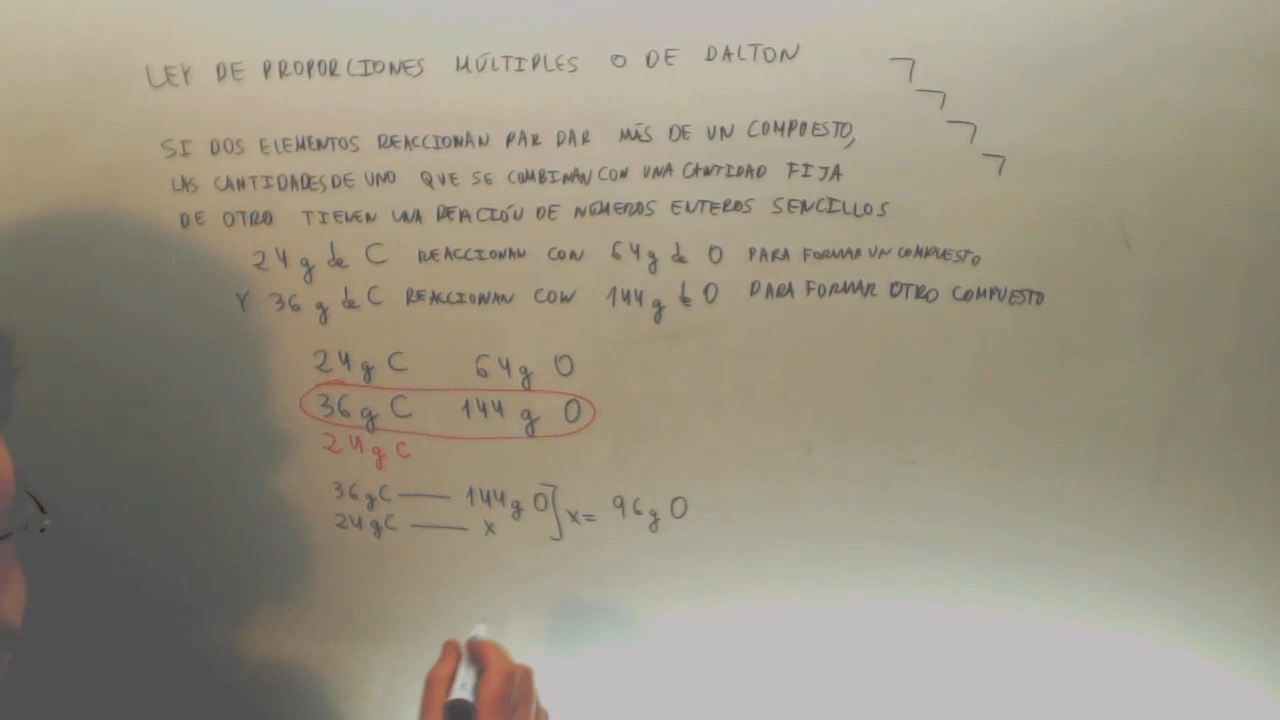 LEY DE PROPORCIONES MÚLTIPLES O DE DALTON
SI DOS ELEMENTOS REACCIONAN PAR DAR MÁS DE UN COMPUESTO,
LAS CANTIDADES DE UNO QUE SE COMBINAN CON UNA CANTIDAD FIJA
DE OTRO TIENEN UNA REACIÓN DE NÚMEROS ENTEROS SENCILLOS
24 g de C REACCIONAN CON 64 g de O PARA FORMAR UN COMPUESTO
Y 36 g de C REACCIONAN CON 144 g de O PARA FORMAR OTRO COMPUESTO
24 g C 64 g O
36 g C 144 g O
24 g C
36 g C — 144 g O
24 g C — x
x = 96 g O